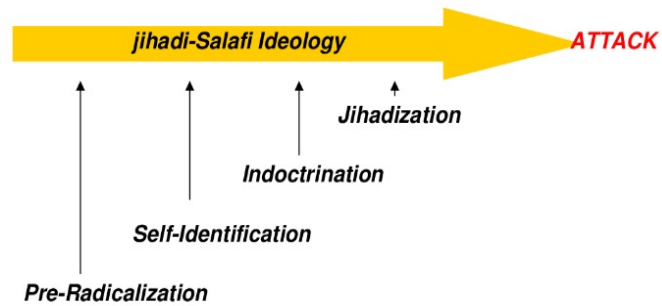 jihadi-Salafi Ideology
ATTACK
Jihadization
Indoctrination
Self-Identification
Pre-Radicalization